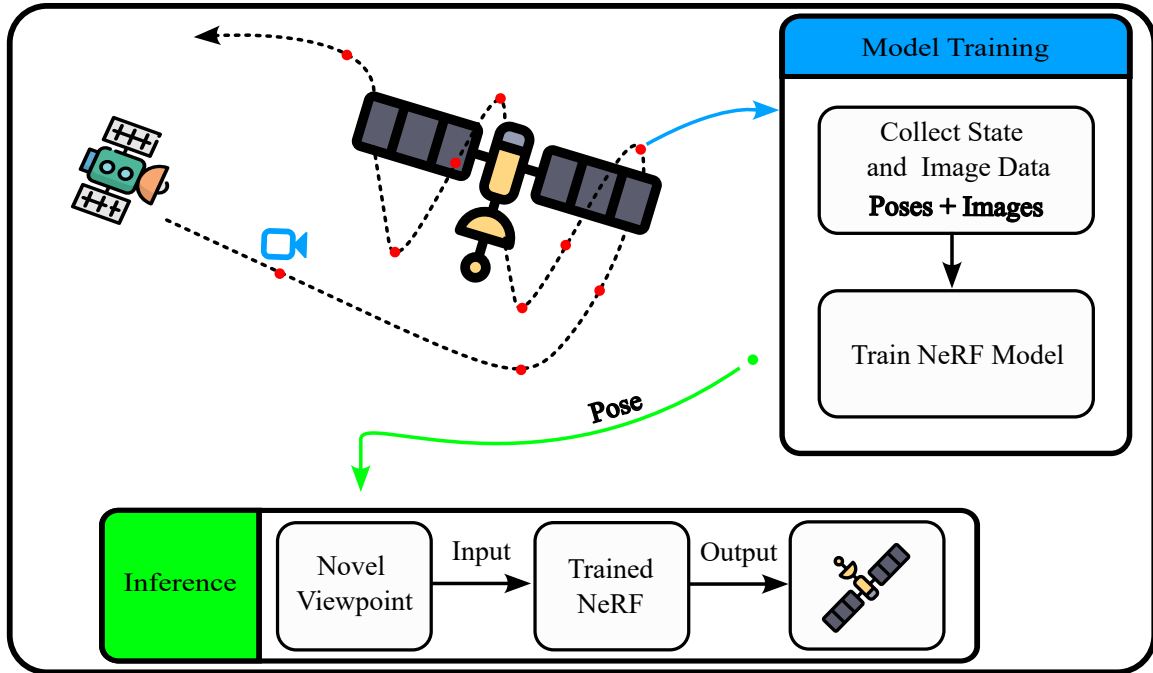 Model Training
Collect State
and Image Data
Poses + Images
Train NeRF Model
Pose
Inference
Novel
Viewpoint
Input
Trained
NeRF
Output